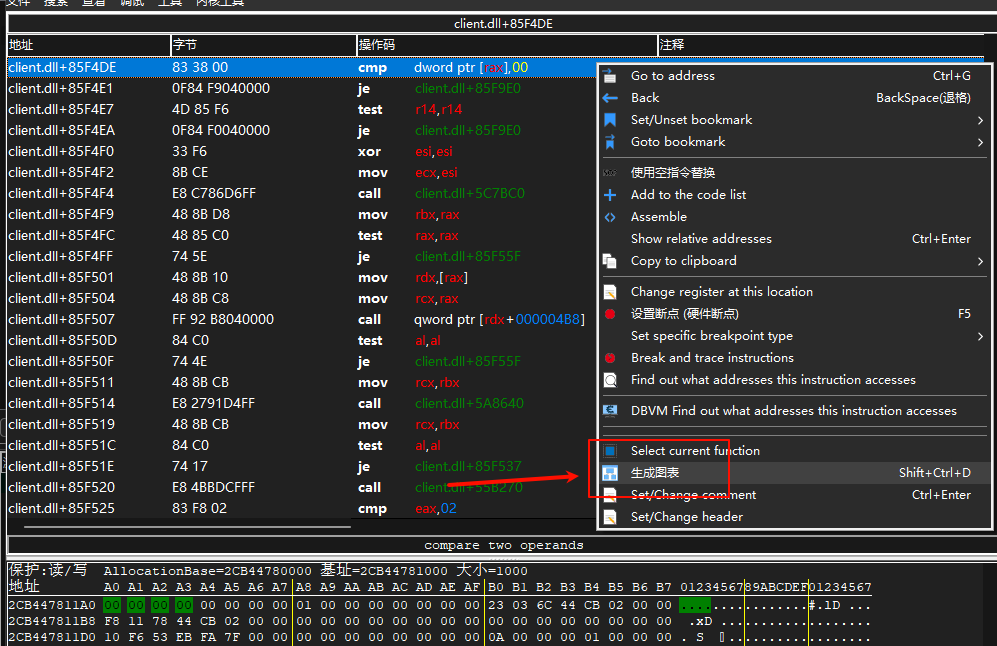 文件 搜索 查看 调试 工具 内核工具
client.dll+85F4DE
地址 字节 操作码 注释
client.dll+85F4DE 83 38 00 cmp dword ptr [rax],00
client.dll+85F4E1 0F84 F9040000 je client.dll+85F9E0
client.dll+85F4E7 4D 85 F6 test r14,r14
client.dll+85F4EA 0F84 F0040000 je client.dll+85F9E0
client.dll+85F4F0 33 F6 xor esi,esi
client.dll+85F4F2 8B CE mov ecx,esi
client.dll+85F4F4 E8 C786D6FF call client.dll+5C7BC0
client.dll+85F4F9 48 8B D8 mov rbx,rax
client.dll+85F4FC 48 85 C0 test rax,rax
client.dll+85F4FF 74 5E je client.dll+85F55F
client.dll+85F501 48 8B 10 mov rdx,[rax]
client.dll+85F504 48 8B C8 mov rcx,rax
client.dll+85F507 FF 92 B8040000 call qword ptr [rdx+000004B8]
client.dll+85F50D 84 C0 test al,al
client.dll+85F50F 74 4E je client.dll+85F55F
client.dll+85F511 48 8B CB mov rcx,rbx
client.dll+85F514 E8 2791D4FF call client.dll+5A8640
client.dll+85F519 48 8B CB mov rcx,rbx
client.dll+85F51C 84 C0 test al,al
client.dll+85F51E 74 17 je client.dll+85F537
client.dll+85F520 E8 4BBDCFFF call client.dll+55B270
client.dll+85F525 83 F8 02 cmp eax,02
Go to address Ctrl+G
Back BackSpace(退格)
Set/Unset bookmark
Goto bookmark
使用空指令替换
Add to the code list
Assemble
Show relative addresses Ctrl+Enter
Copy to clipboard
Change register at this location
设置断点 (硬件断点) F5
Set specific breakpoint type
Break and trace instructions
Find out what addresses this instruction accesses
DBVM Find out what addresses this instruction accesses
Select current function
生成图表 Shift+Ctrl+D
Set/Change comment Ctrl+Enter
Set/Change header
compare two operands
保护:读/写 AllocationBase=2CB44780000 基址=2CB44781000 大小=1000
地址 A0 A1 A2 A3 A4 A5 A6 A7 A8 A9 AA AB AC AD AE AF B0 B1 B2 B3 B4 B5 B6 B7 0123456789ABCDEF01234567
2CB447811A0 00 00 00 00 00 00 00 00 01 00 00 00 00 00 00 00 23 03 6C 44 CB 02 00 00 ................#.lD ...
2CB447811B8 F8 11 78 44 CB 02 00 00 00 00 00 00 00 00 00 00 00 00 00 00 00 00 00 00 .xD ...................
2CB447811D0 10 F6 53 EB FA 7F 00 00 00 00 00 00 00 00 00 00 0A 00 00 00 01 00 00 00 . S ..................